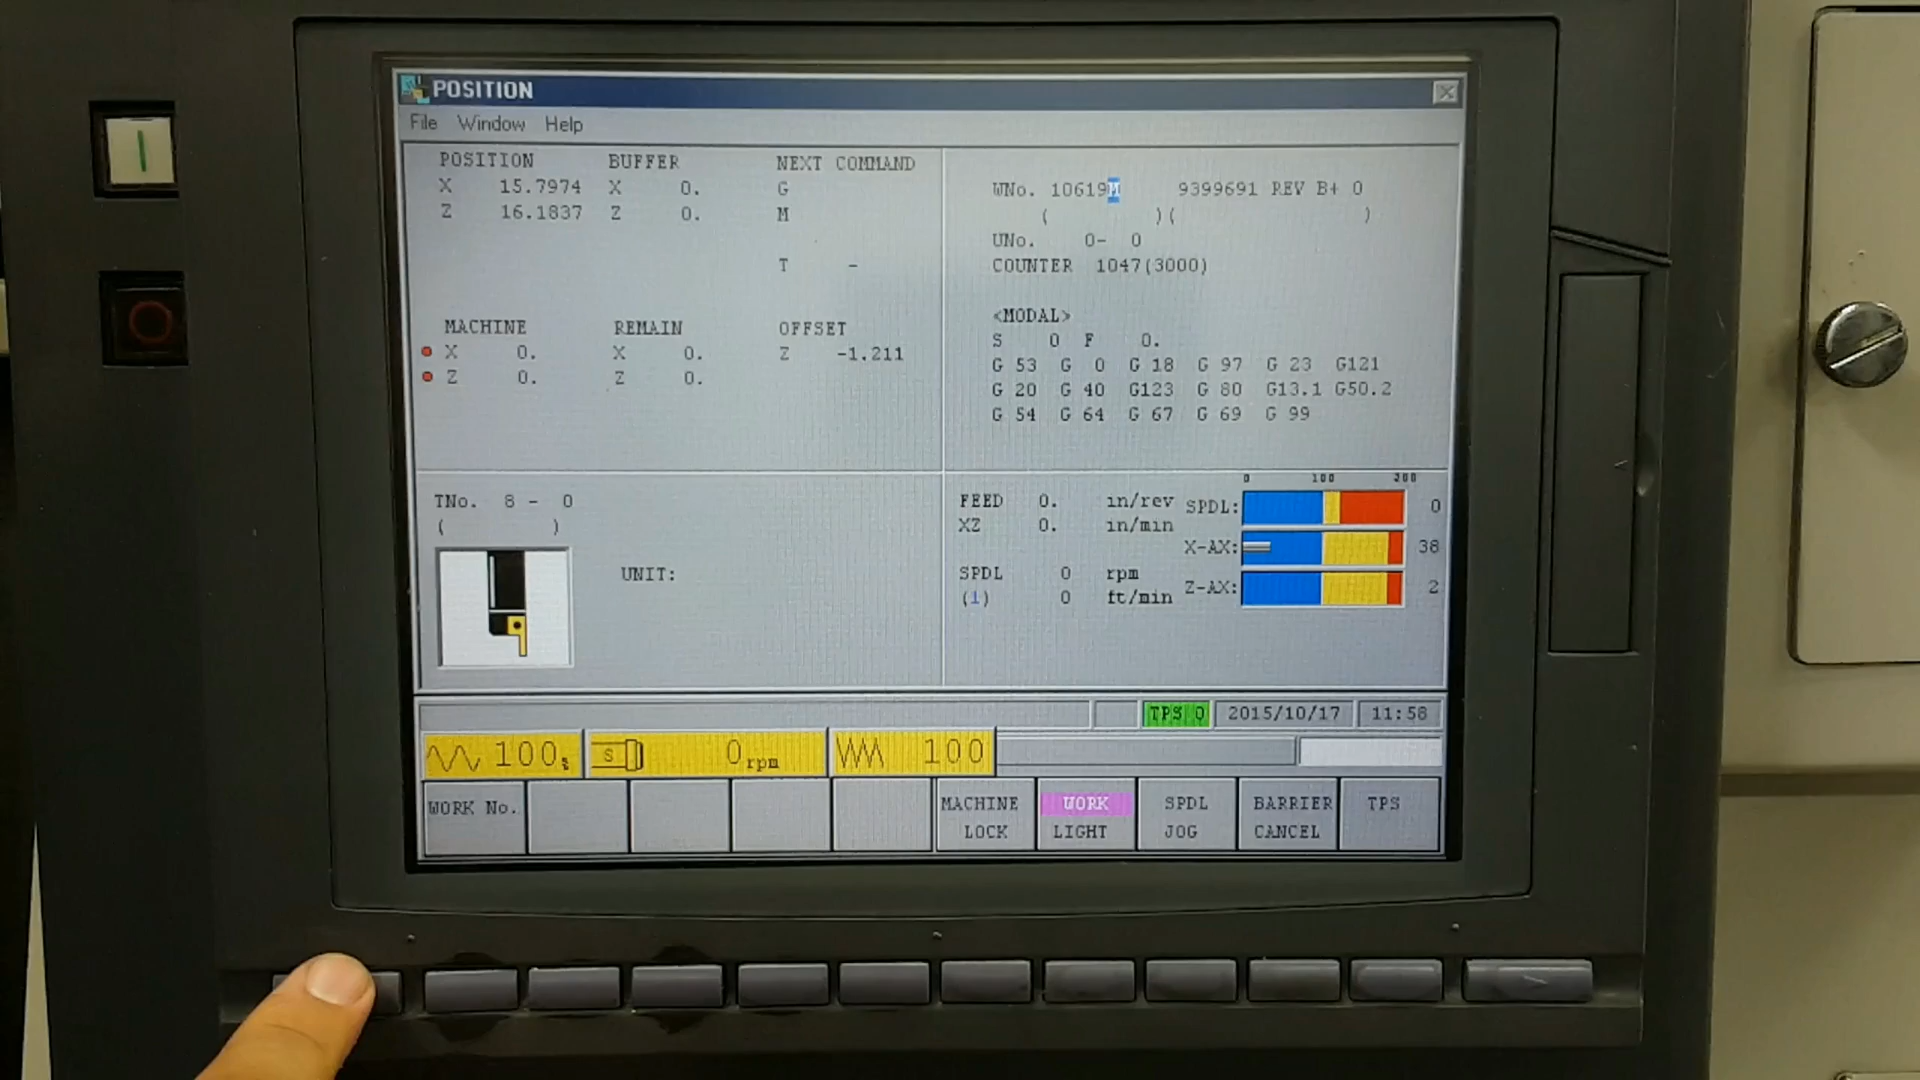 POSITION
File Window Help
POSITION BUFFER NEXT COMMAND
X 15.7974 X 0. G
Z 16.1837 Z 0. M
T -
MACHINE REMAIN OFFSET
X 0. X 0. Z -1.211
Z 0. Z 0.
WNo. 10619M 9399691 REV B+ 0
( )( )
UNo. 0- 0
COUNTER 1047(3000)
<MODAL>
S 0 F 0.
G 53 G 0 G 18 G 97 G 23 G121
G 20 G 40 G123 G 80 G13.1 G50.2
G 54 G 64 G 67 G 69 G 99
TNo. 8 - 0
( )
UNIT:
0 100 200
FEED 0. in/rev SPDL: 0
XZ 0. in/min
X-AX: 38
SPDL 0 rpm
Z-AX: 2
(1) 0 ft/min
TPS 0 2015/10/17 11:58
100% S 0 rpm 100
WORK No. MACHINE LOCK WORK LIGHT SPDL JOG BARRIER CANCEL TPS